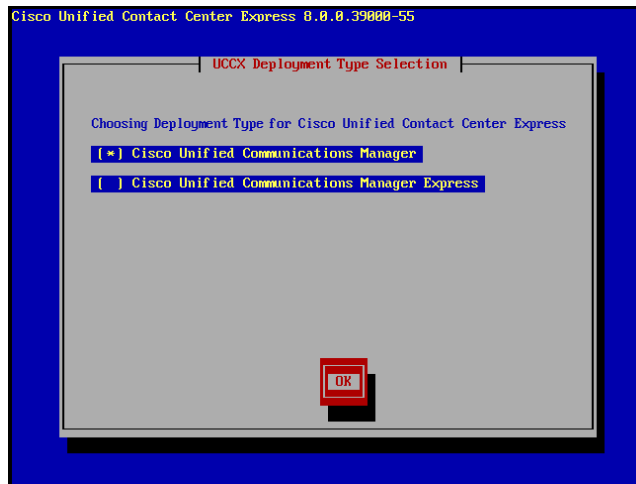 Cisco Unified Contact Center Express 8.0.0.39000-55
UCCX Deployment Type Selection
Choosing Deployment Type for Cisco Unified Contact Center Express
(*) Cisco Unified Communications Manager
( ) Cisco Unified Communications Manager Express
OK